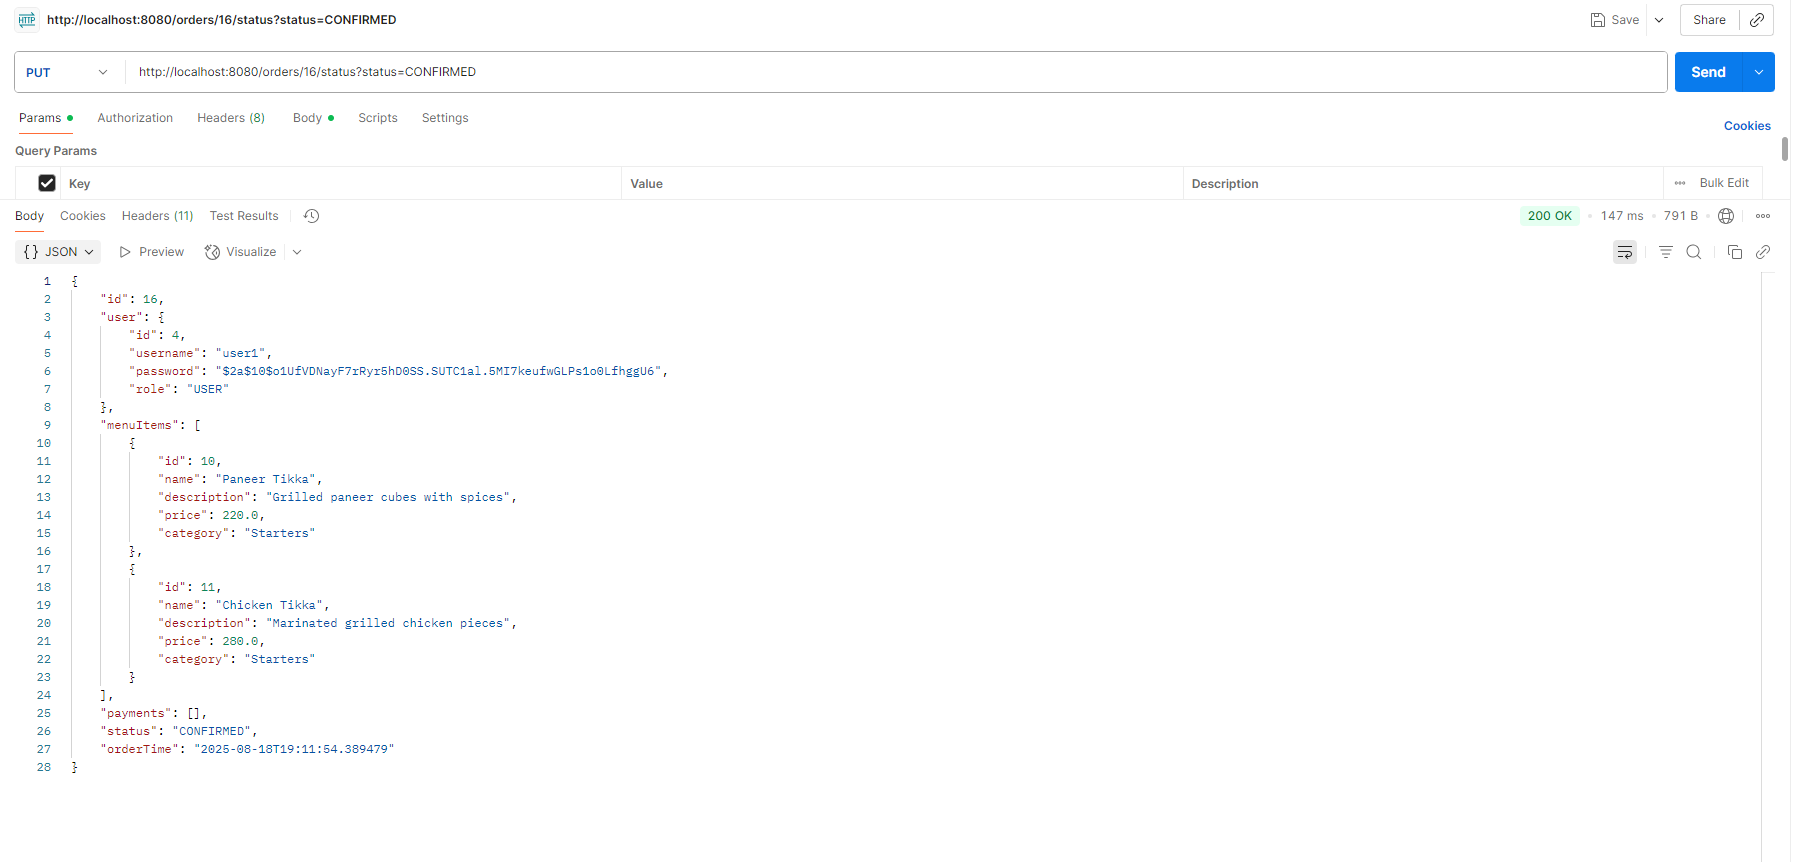 HTTP http://localhost:8080/orders/16/status?status=CONFIRMED Save Share
PUT http://localhost:8080/orders/16/status?status=CONFIRMED Send
Params Authorization Headers (8) Body Scripts Settings Cookies
Query Params
Key Value Description Bulk Edit
Body Cookies Headers (11) Test Results 200 OK 147 ms 791 B
{} JSON Preview Visualize
1 {
2 "id": 16,
3 "user": {
4 "id": 4,
5 "username": "user1",
6 "password": "$2a$10$o1UfVDNayF7rRyr5hD0SS.SUTC1al.5MI7keufwGLPs1o0LfhggU6",
7 "role": "USER"
8 },
9 "menuItems": [
10 {
11 "id": 10,
12 "name": "Paneer Tikka",
13 "description": "Grilled paneer cubes with spices",
14 "price": 220.0,
15 "category": "Starters"
16 },
17 {
18 "id": 11,
19 "name": "Chicken Tikka",
20 "description": "Marinated grilled chicken pieces",
21 "price": 280.0,
22 "category": "Starters"
23 }
24 ],
25 "payments": [],
26 "status": "CONFIRMED",
27 "orderTime": "2025-08-18T19:11:54.389479"
28 }